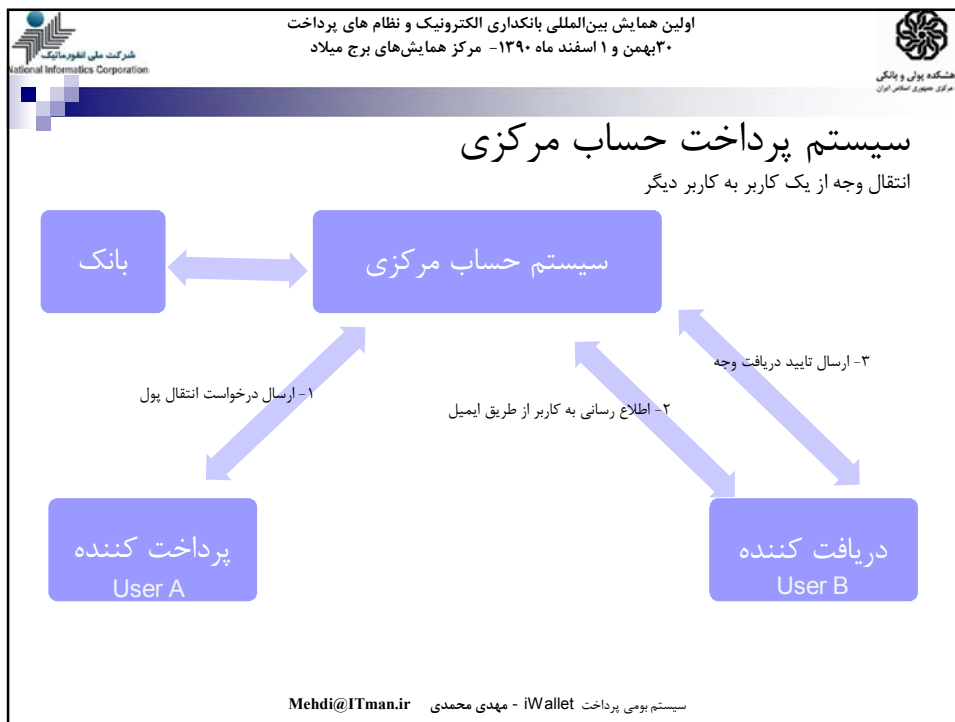 اولین همایش بین‌المللی بانکداری الکترونیک و نظام های پرداخت
۳۰بهمن و ۱ اسفند ماه ۱۳۹۰- مرکز همایش‌های برج میلاد
شرکت ملی انفورماتیک
National Informatics Corporation
هشکده پولی و بانکی
مرکزی جمهوری اسلامی ایران
سیستم پرداخت حساب مرکزی
انتقال وجه از یک کاربر به کاربر دیگر
سیستم حساب مرکزی
بانک
۳- ارسال تایید دریافت وجه
۱- ارسال درخواست انتقال پول
۲- اطلاع رسانی به کاربر از طریق ایمیل
دریافت کننده
User B
پرداخت کننده
User A
سیستم بومی پرداخت iWallet - مهدی محمدی Mehdi@ITman.ir